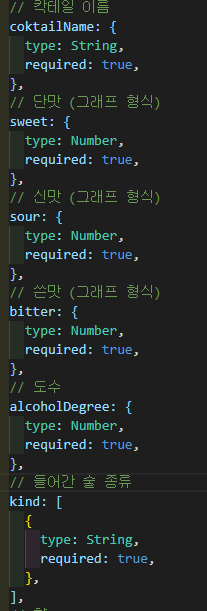 // 칵테일 이름
coktailName: {
  type: String,
  required: true,
},
// 단맛 (그래프 형식)
sweet: {
  type: Number,
  required: true,
},
// 신맛 (그래프 형식)
sour: {
  type: Number,
  required: true,
},
// 쓴맛 (그래프 형식)
bitter: {
  type: Number,
  required: true,
},
// 도수
alcoholDegree: {
  type: Number,
  required: true,
},
// 들어간 술 종류
kind: [
  {
    type: String,
    required: true,
  },
],